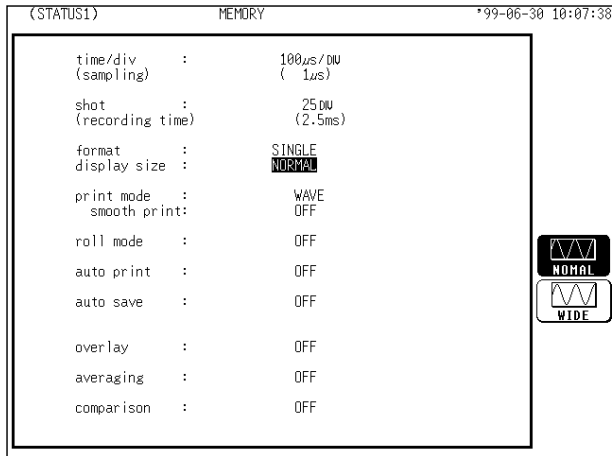 (STATUS1) MEMORY '99-06-30 10:07:38
time/div : 100µs/DIV
(sampling) ( 1µs)
shot : 25DIV
(recording time) (2.5ms)
format : SINGLE
display size : NORMAL
print mode : WAVE
smooth print: OFF
roll mode : OFF
auto print : OFF
auto save : OFF
overlay : OFF
averaging : OFF
comparison : OFF
NOMAL
WIDE